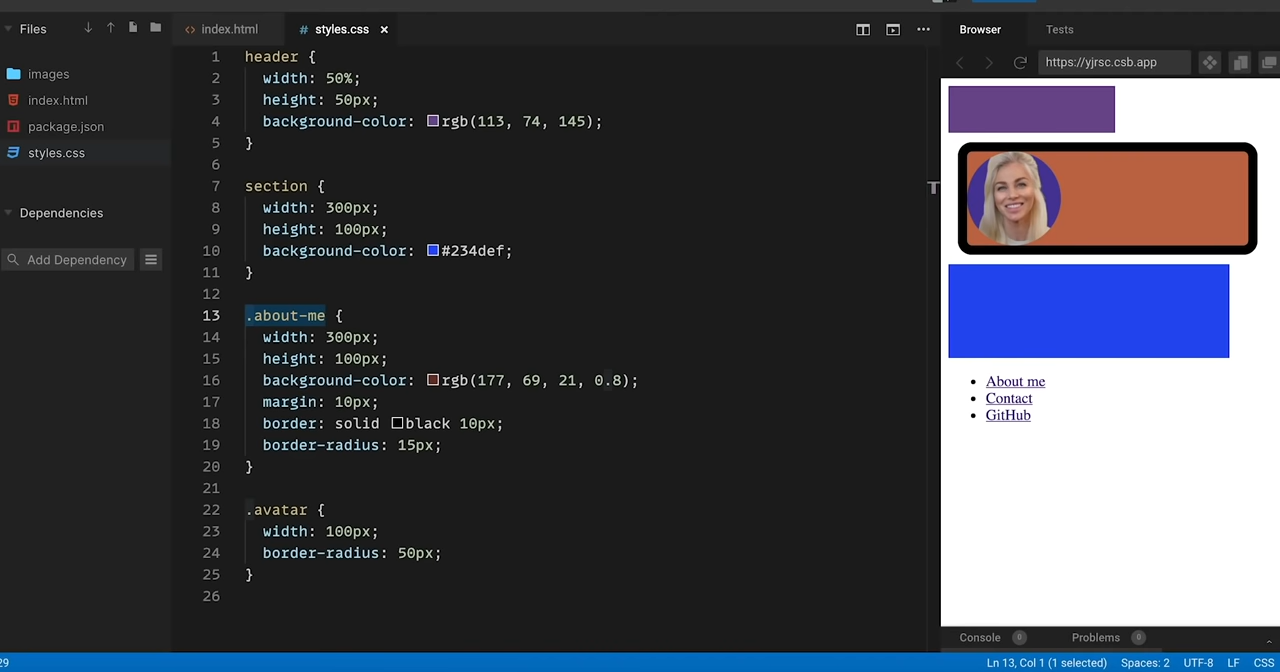 Files
index.html
styles.css
Browser
Tests
https://yjrsc.csb.app
images
index.html
package.json
styles.css
Dependencies
Add Dependency
1 header {
2 width: 50%;
3 height: 50px;
4 background-color: rgb(113, 74, 145);
5 }
6
7 section {
8 width: 300px;
9 height: 100px;
10 background-color: #234def;
11 }
12
13 .about-me {
14 width: 300px;
15 height: 100px;
16 background-color: rgb(177, 69, 21, 0.8);
17 margin: 10px;
18 border: solid black 10px;
19 border-radius: 15px;
20 }
21
22 .avatar {
23 width: 100px;
24 border-radius: 50px;
25 }
26
About me
Contact
GitHub
Console 0
Problems 0
Ln 13, Col 1 (1 selected) Spaces: 2 UTF-8 LF CSS